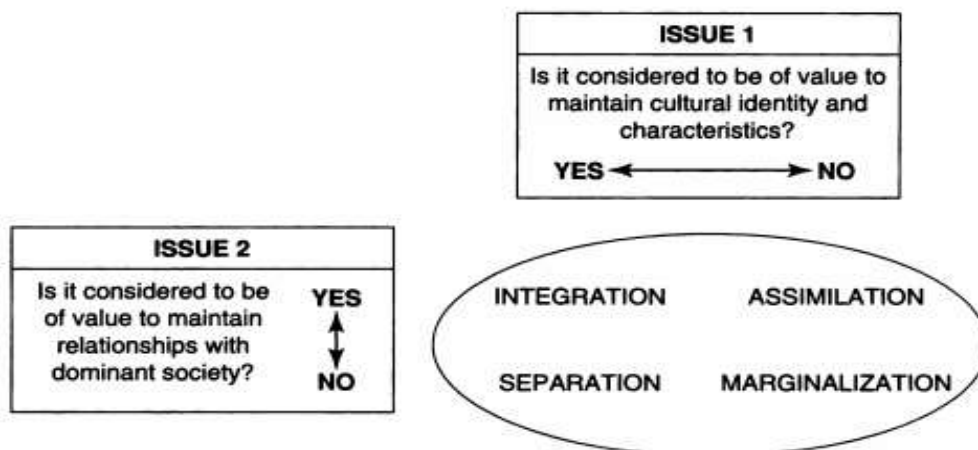 ISSUE 1
Is it considered to be of value to
maintain cultural identity and
characteristics?
YES NO
ISSUE 2
Is it considered to be
of value to maintain
relationships with
dominant society?
YES
NO
INTEGRATION ASSIMILATION
SEPARATION MARGINALIZATION